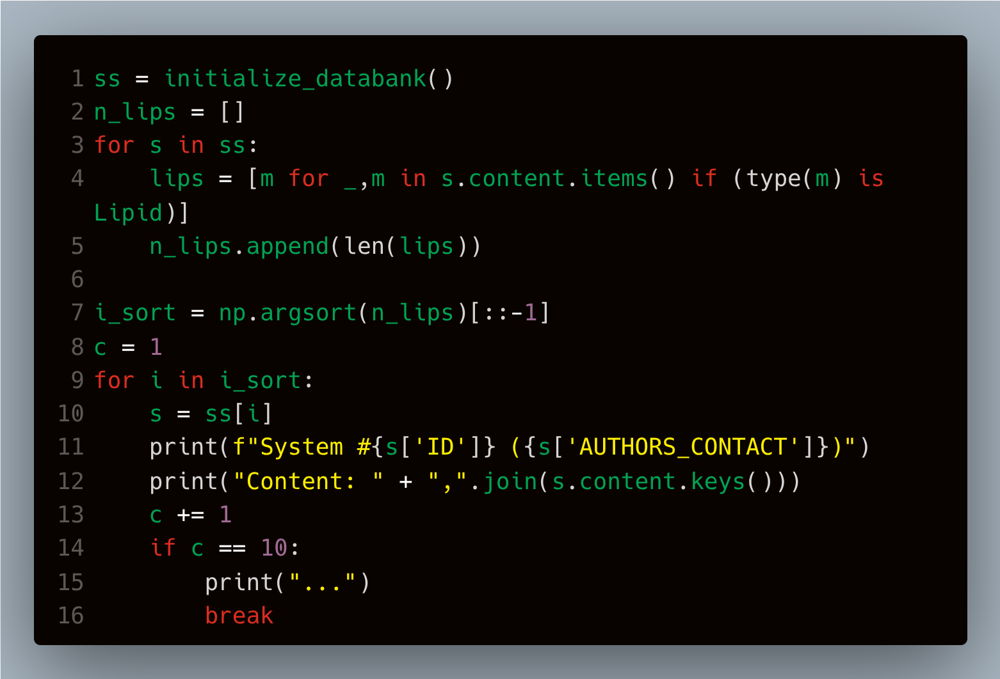 1 ss = initialize_databank()
2 n_lips = []
3 for s in ss:
4     lips = [m for _,m in s.content.items() if (type(m) is
Lipid)]
5     n_lips.append(len(lips))
6
7 i_sort = np.argsort(n_lips)[::-1]
8 c = 1
9 for i in i_sort:
10     s = ss[i]
11     print(f"System #{s['ID']} ({s['AUTHORS_CONTACT']})")
12     print("Content: " + ",".join(s.content.keys()))
13     c += 1
14     if c == 10:
15         print("...")
16         break